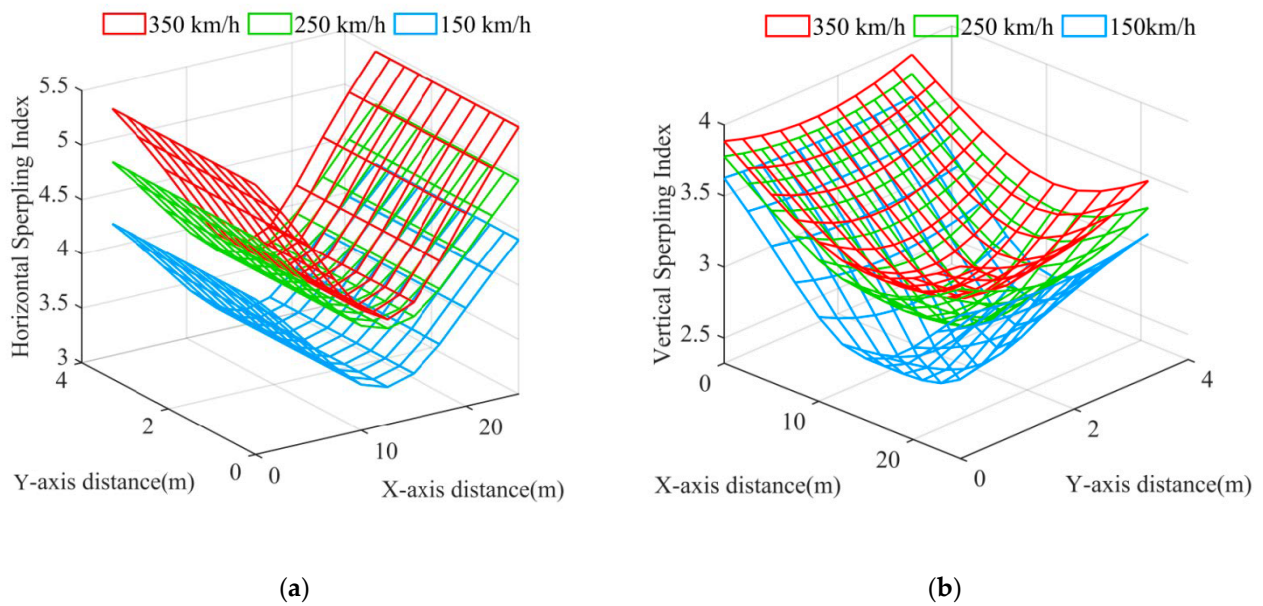 350 km/h 250 km/h 150 km/h
Horizontal Sperpling Index
5.5
5
4.5
4
3.5
3
4
2
0
0
10
20
Y-axis distance(m)
X-axis distance(m)
(a)
350 km/h 250 km/h 150km/h
Vertical Sperpling Index
4
3.5
3
2.5
0
10
20
0
2
4
X-axis distance(m)
Y-axis distance(m)
(b)